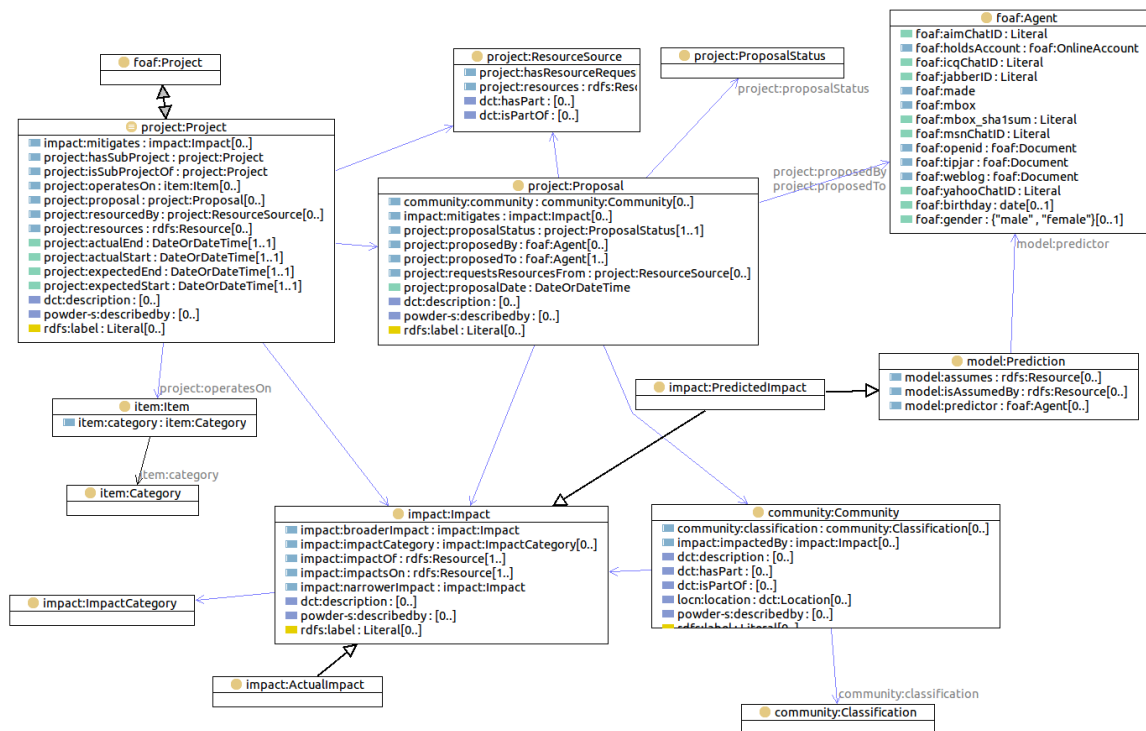 foaf:Project
project:Project
impact:mitigates : impact:Impact[0..]
project:hasSubProject : project:Project
project:isSubProjectOf : project:Project
project:operatesOn : item:Item[0..]
project:proposal : project:Proposal[0..]
project:resourcedBy : project:ResourceSource[0..]
project:resources : rdfs:Resource[0..]
project:actualEnd : DateOrDateTime[1..1]
project:actualStart : DateOrDateTime[1..1]
project:expectedEnd : DateOrDateTime[1..1]
project:expectedStart : DateOrDateTime[1..1]
dct:description : [0..]
powder-s:describedby : [0..]
rdfs:label : Literal[0..]
project:ResourceSource
project:hasResourceReques
project:resources : rdfs:Res
dct:hasPart : [0..]
dct:isPartOf : [0..]
project:ProposalStatus
project:proposalStatus
foaf:Agent
foaf:aimChatID : Literal
foaf:holdsAccount : foaf:OnlineAccount
foaf:icqChatID : Literal
foaf:jabberID : Literal
foaf:made
foaf:mbox
foaf:mbox_sha1sum : Literal
foaf:msnChatID : Literal
foaf:openid : foaf:Document
foaf:tipjar : foaf:Document
foaf:weblog : foaf:Document
foaf:yahooChatID : Literal
foaf:birthday : date[0..1]
foaf:gender : {"male" , "female"}[0..1]
project:proposedBy
project:proposedTo
model:predictor
project:Proposal
community:community : community:Community[0..]
impact:mitigates : impact:Impact[0..]
project:proposalStatus : project:ProposalStatus[1..1]
project:proposedBy : foaf:Agent[0..]
project:proposedTo : foaf:Agent[1..]
project:requestsResourcesFrom : project:ResourceSource[0..]
project:proposalDate : DateOrDateTime
dct:description : [0..]
powder-s:describedby : [0..]
rdfs:label : Literal[0..]
model:Prediction
model:assumes : rdfs:Resource[0..]
model:isAssumedBy : rdfs:Resource[0..]
model:predictor : foaf:Agent[0..]
impact:PredictedImpact
project:operatesOn
item:Item
item:category : item:Category
item:category
item:Category
impact:Impact
impact:broaderImpact : impact:Impact
impact:impactCategory : impact:ImpactCategory[0..]
impact:impactOf : rdfs:Resource[1..]
impact:impactsOn : rdfs:Resource[1..]
impact:narrowerImpact : impact:Impact
dct:description : [0..]
powder-s:describedby : [0..]
rdfs:label : Literal[0..]
community:Community
community:classification : community:Classification[0..]
impact:impactedBy : impact:Impact[0..]
dct:description : [0..]
dct:hasPart : [0..]
dct:isPartOf : [0..]
locn:location : dct:Location[0..]
powder-s:describedby : [0..]
rdfs:label : Literal[0..]
impact:ImpactCategory
impact:ActualImpact
community:classification
community:Classification